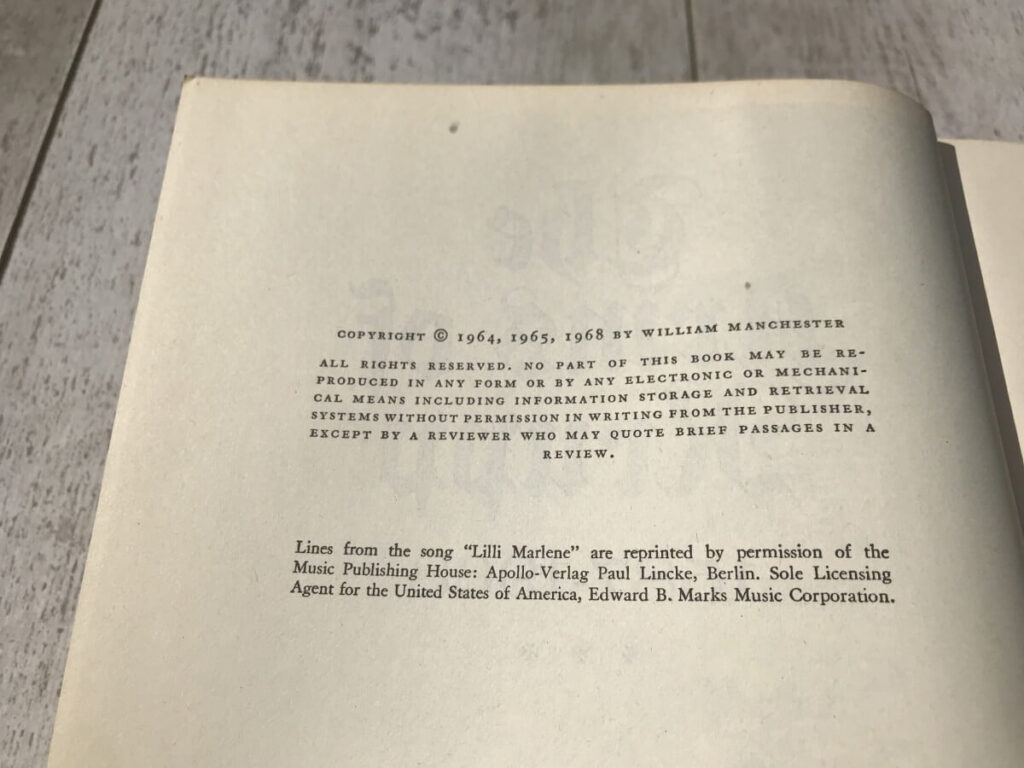 COPYRIGHT © 1964, 1965, 1968 BY WILLIAM MANCHESTER
ALL RIGHTS RESERVED. NO PART OF THIS BOOK MAY BE RE-
PRODUCED IN ANY FORM OR BY ANY ELECTRONIC OR MECHANI-
CAL MEANS INCLUDING INFORMATION STORAGE AND RETRIEVAL
SYSTEMS WITHOUT PERMISSION IN WRITING FROM THE PUBLISHER,
EXCEPT BY A REVIEWER WHO MAY QUOTE BRIEF PASSAGES IN A
REVIEW.
Lines from the song “Lilli Marlene” are reprinted by permission of the
Music Publishing House: Apollo-Verlag Paul Lincke, Berlin. Sole Licensing
Agent for the United States of America, Edward B. Marks Music Corporation.